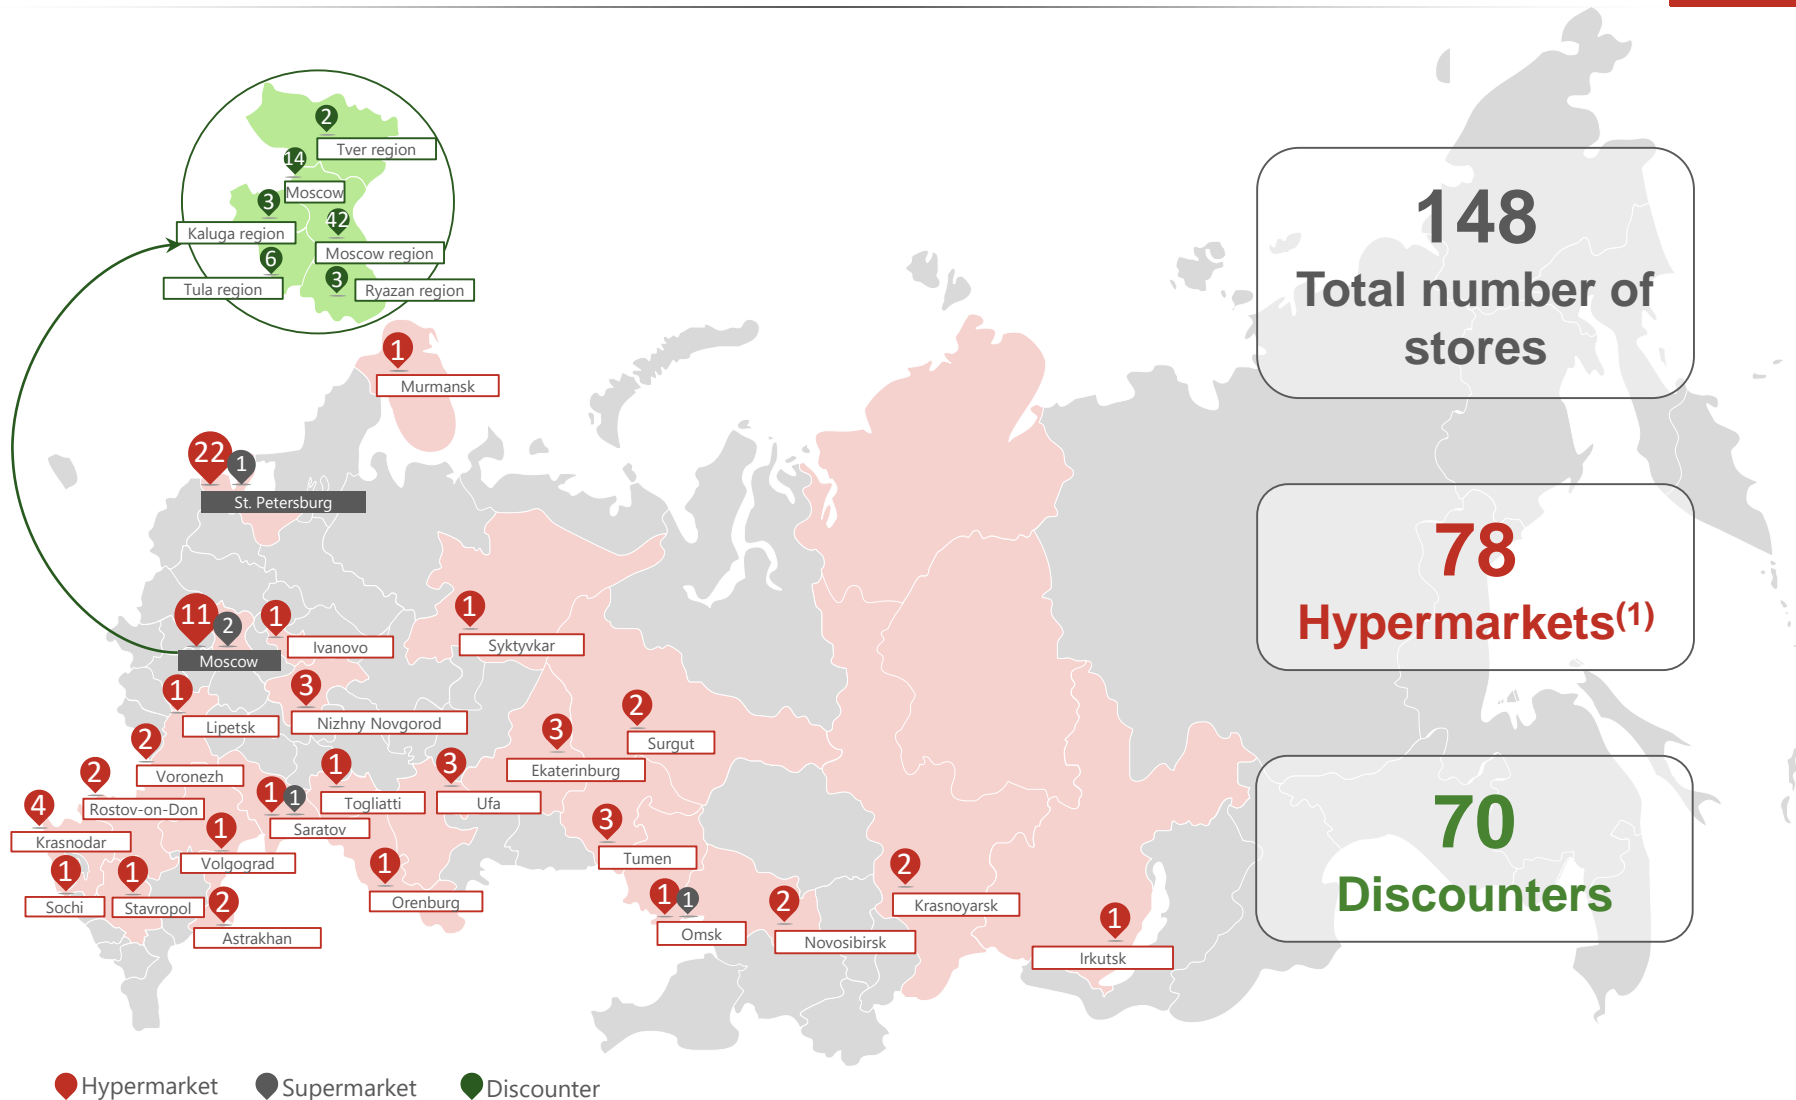 2
Tver region
14
Moscow
3
Kaluga region
42
Moscow region
6
Tula region
3
Ryazan region
148
Total number of
stores
1
Murmansk
22
1
St. Petersburg
78
Hypermarkets(1)
11
2
Moscow
1
Ivanovo
1
Syktyvkar
1
Lipetsk
3
Nizhny Novgorod
2
Surgut
3
Ekaterinburg
2
Voronezh
2
Rostov-on-Don
1
1
Saratov
1
Togliatti
3
Ufa
4
Krasnodar
1
Volgograd
3
Tumen
70
Discounters
1
Sochi
1
Stavropol
2
Astrakhan
1
Orenburg
1
1
Omsk
2
Novosibirsk
2
Krasnoyarsk
1
Irkutsk
Hypermarket
Supermarket
Discounter